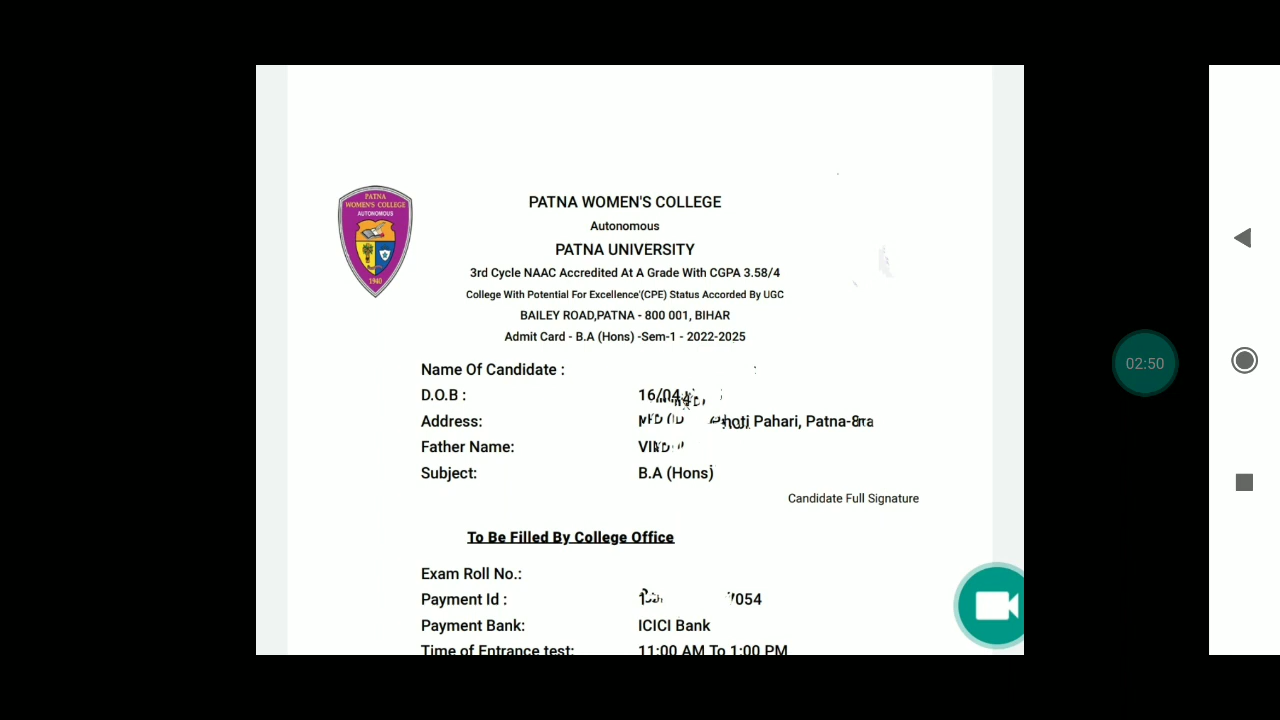 PATNA
WOMEN'S COLLEGE
AUTONOMOUS
1940
PATNA WOMEN'S COLLEGE
Autonomous
PATNA UNIVERSITY
3rd Cycle NAAC Accredited At A Grade With CGPA 3.58/4
College With Potential For Excellence'(CPE) Status Accorded By UGC
BAILEY ROAD,PATNA - 800 001, BIHAR
Admit Card - B.A (Hons) -Sem-1 - 2022-2025
Name Of Candidate :
D.O.B : 16/04
Address: Pahari,
Father Name:
Subject: B.A (Hons)
Candidate Full Signature
To Be Filled By College Office
Exam Roll No.:
Payment Id :
Payment Bank: ICICI Bank
Time of Entrance test: 11:00 AM To 1:00 PM
02:50